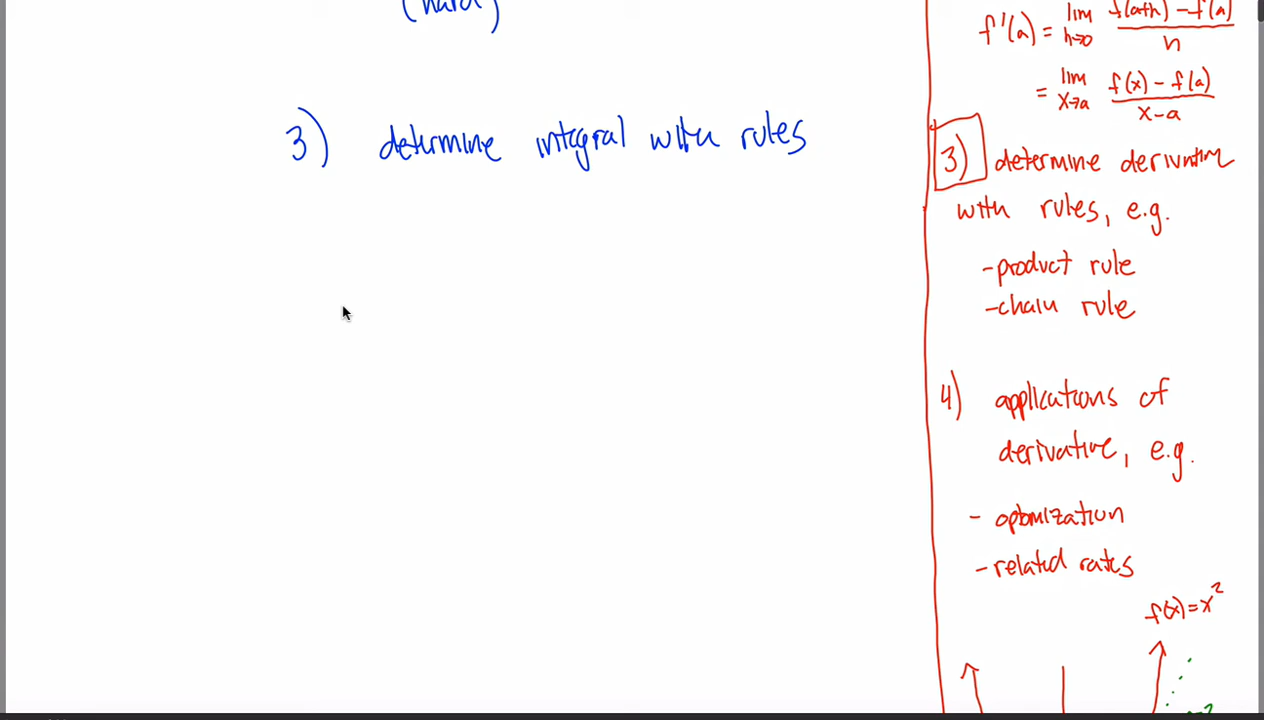 (hard)
3) determine integral with rules
f'(a) = lim h→0 f(a+h) - f(a) / h
= lim x→a f(x) - f(a) / x-a
3) determine derivative
with rules, e.g.
-product rule
-chain rule
4) applications of
derivative, e.g.
- optimization
-related rates
f(x) = x²